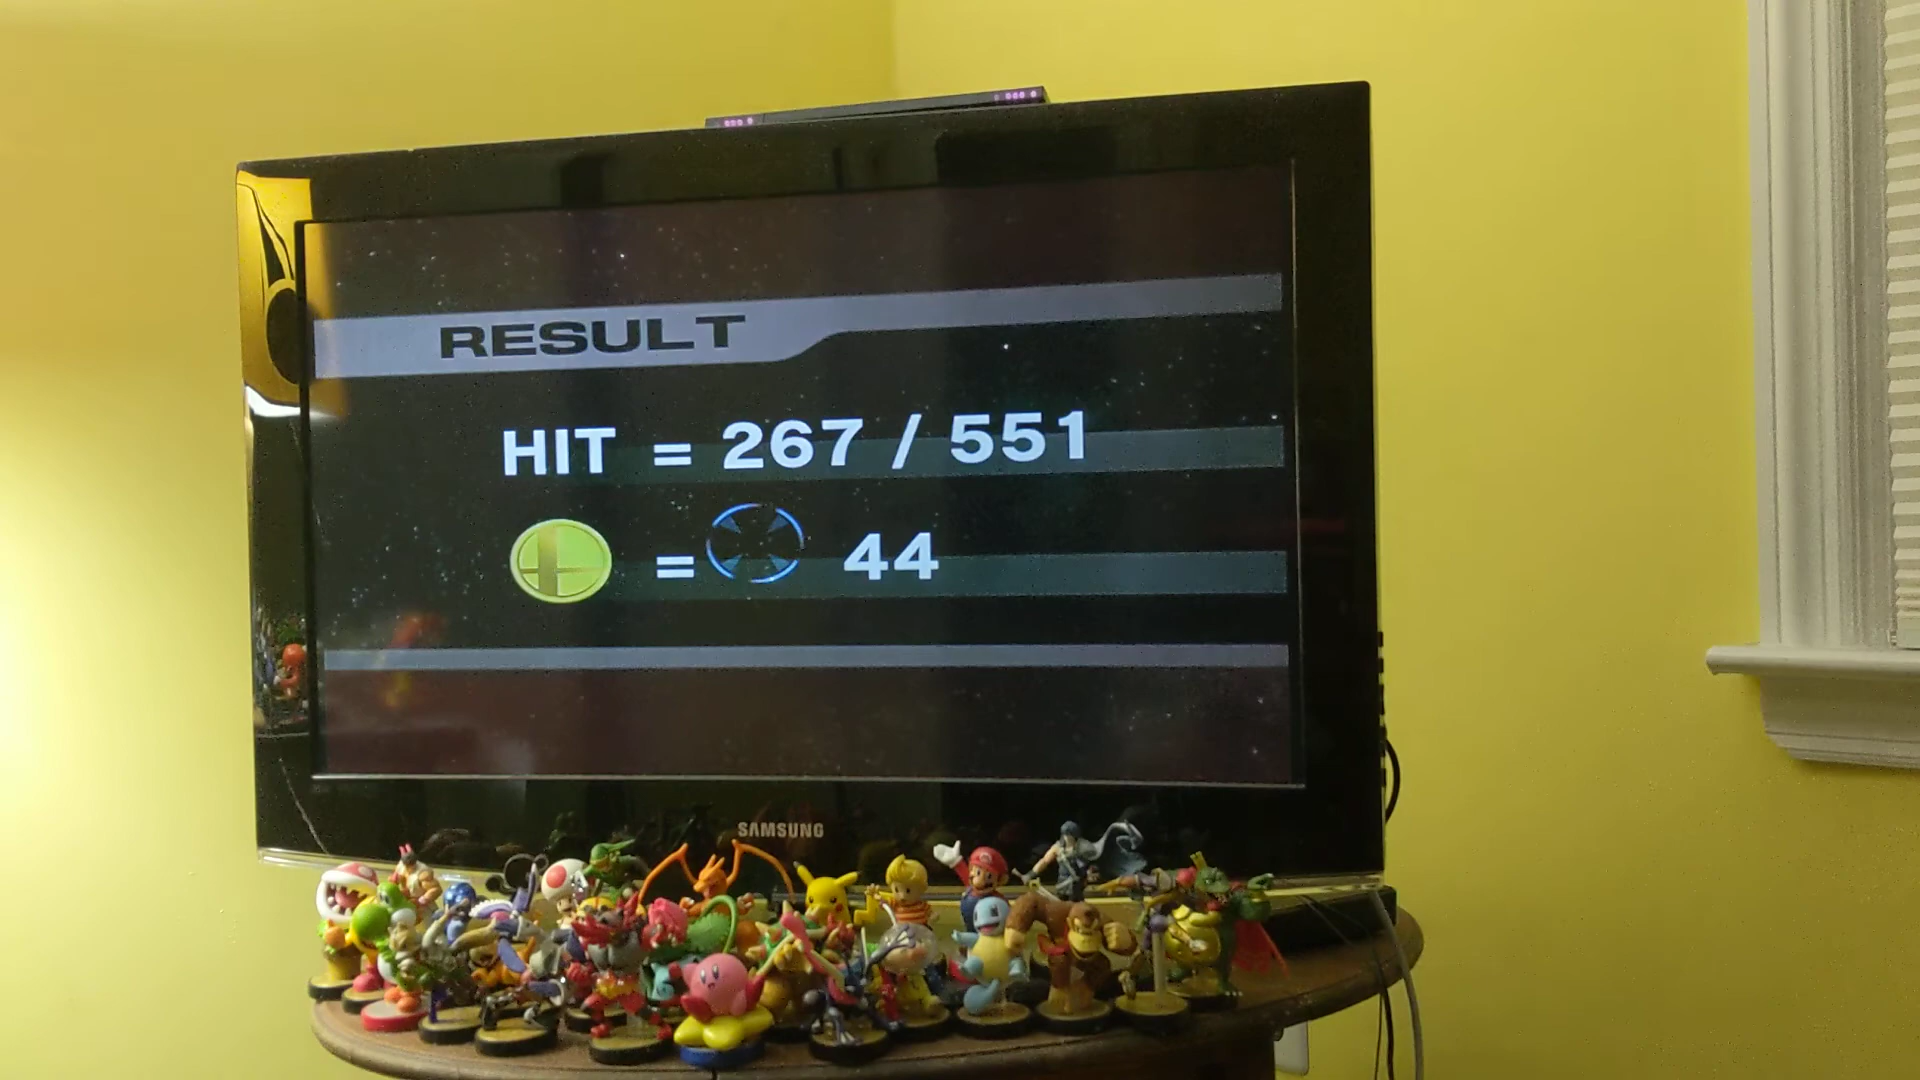 RESULT
HIT = 267 / 551
= 44
SAMSUNG